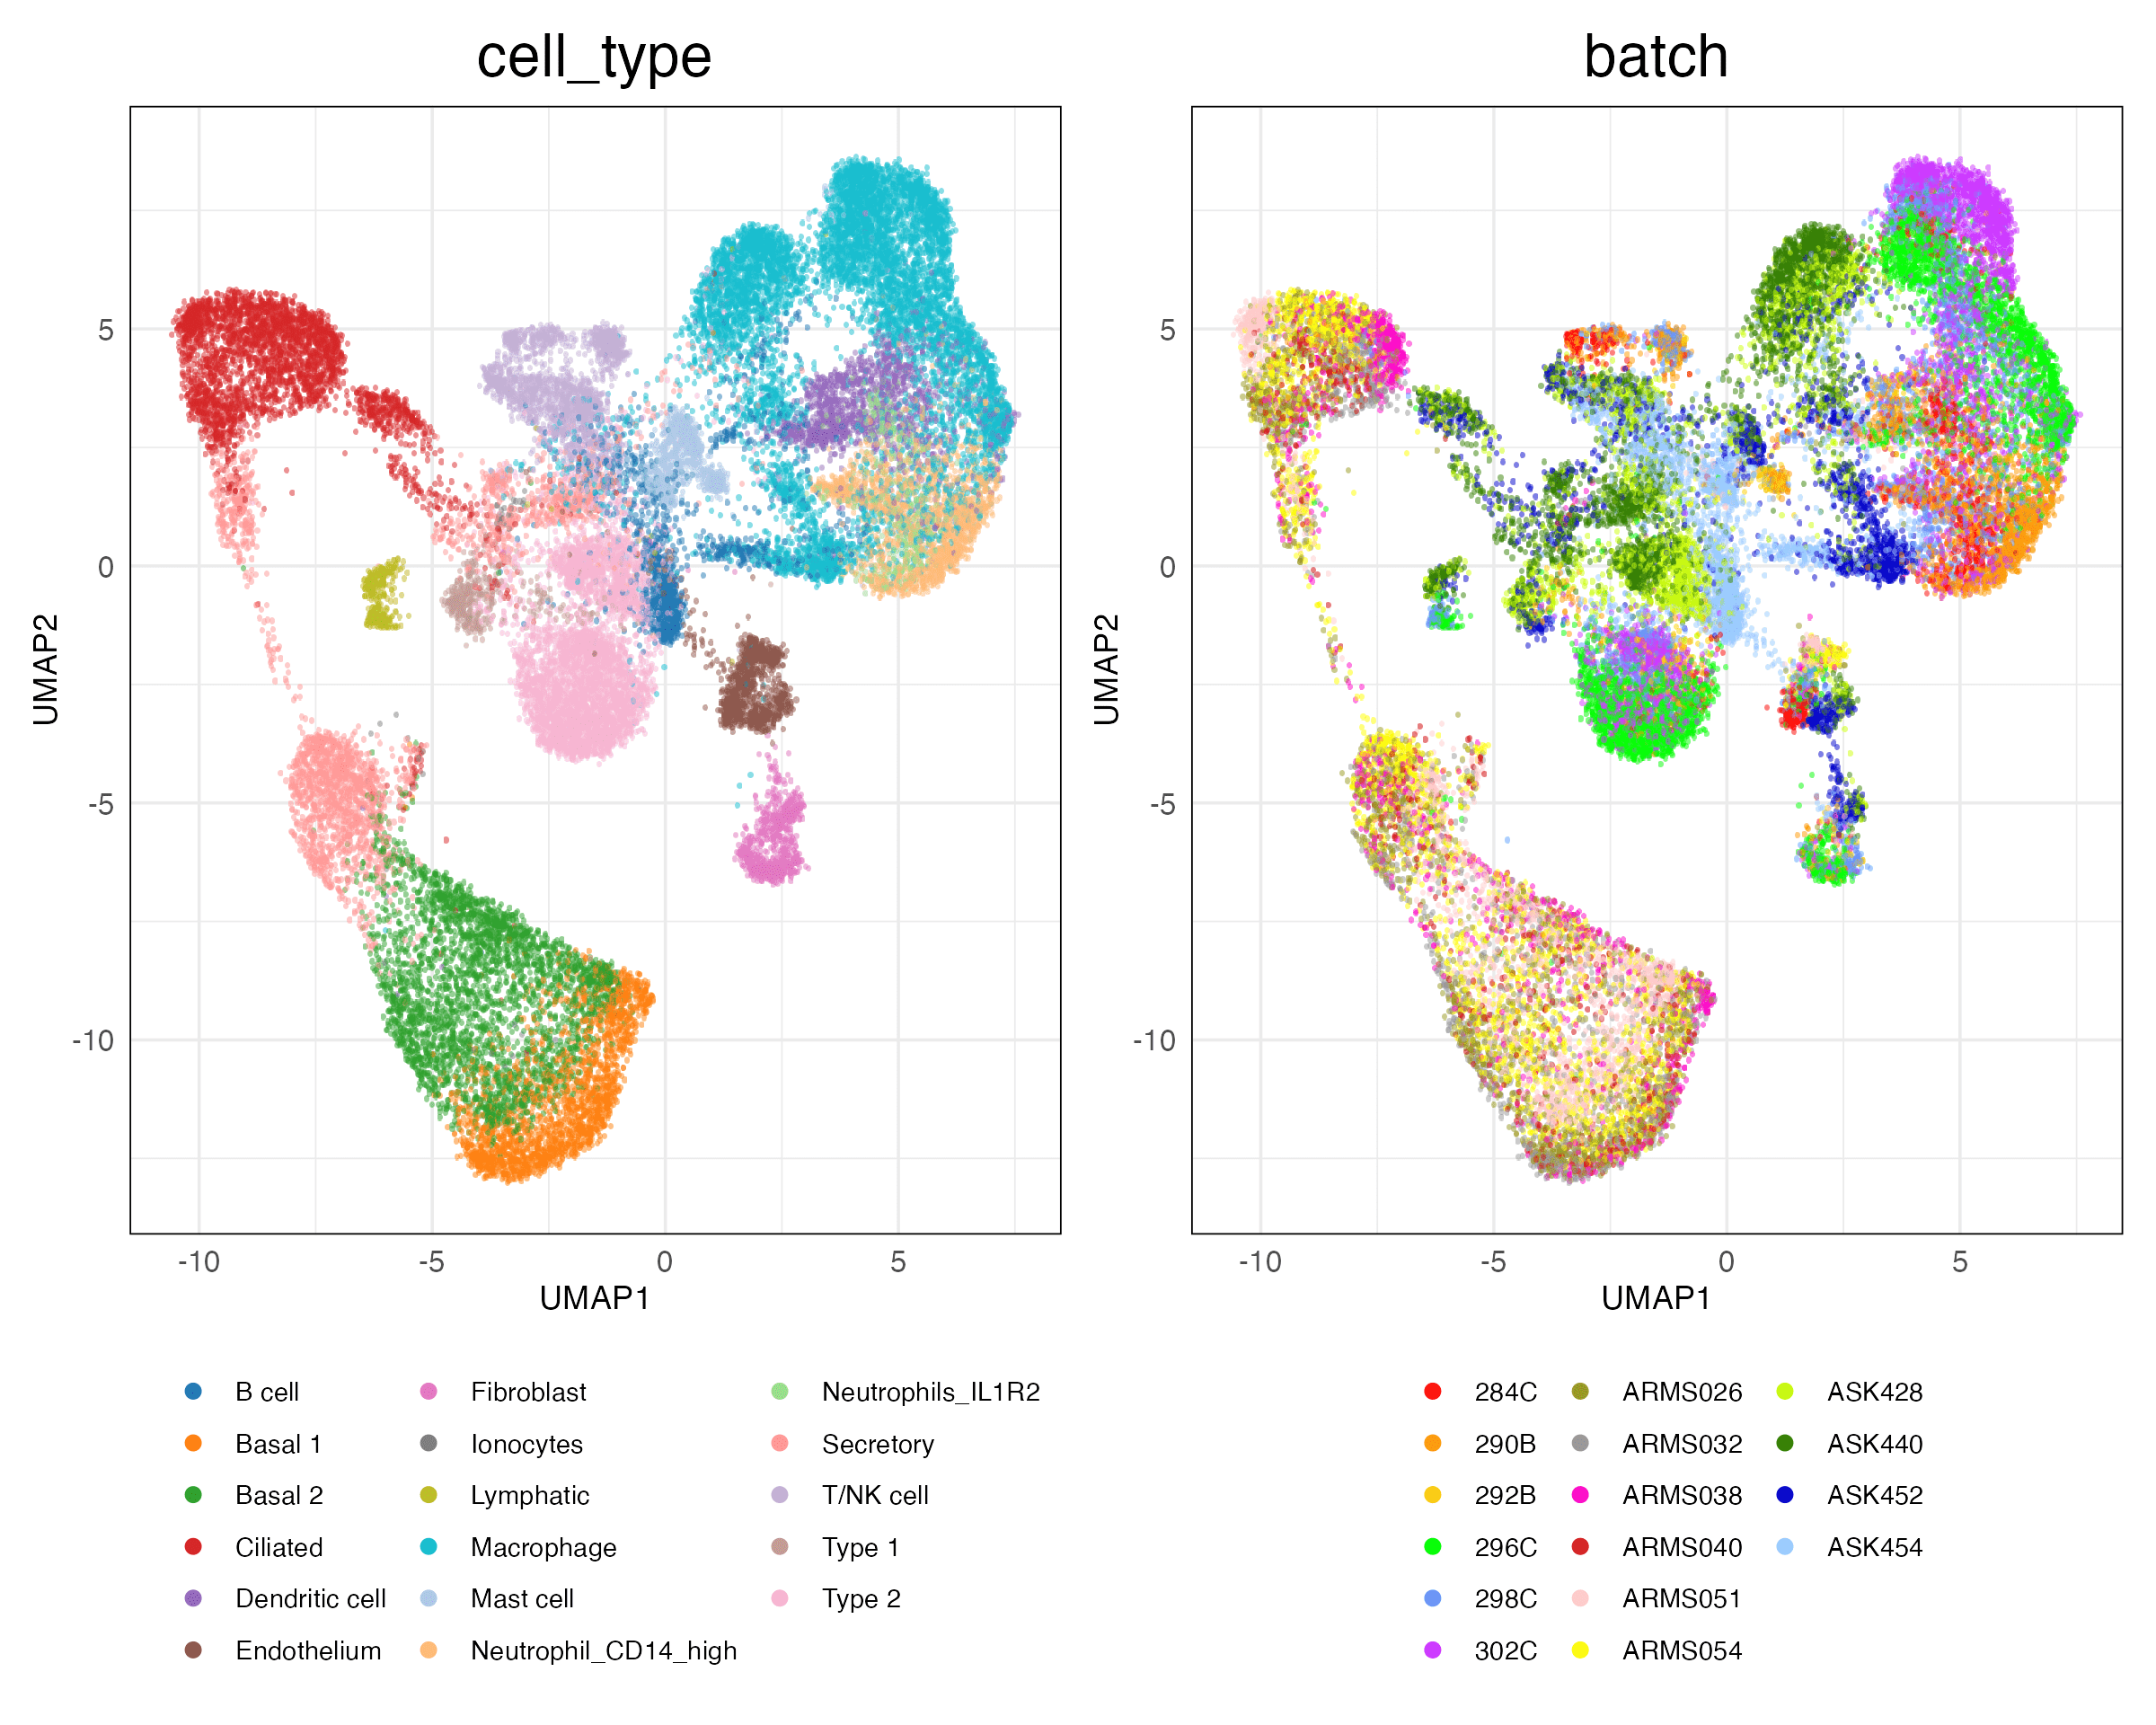 cell_type
batch
5
0
-5
-10
UMAP2
-10 -5 0 5
UMAP1
5
0
-5
-10
UMAP2
-10 -5 0 5
UMAP1
B cell Fibroblast Neutrophils_IL1R2
Basal 1 Ionocytes Secretory
Basal 2 Lymphatic T/NK cell
Ciliated Macrophage Type 1
Dendritic cell Mast cell Type 2
Endothelium Neutrophil_CD14_high
284C ARMS026 ASK428
290B ARMS032 ASK440
292B ARMS038 ASK452
296C ARMS040 ASK454
298C ARMS051
302C ARMS054